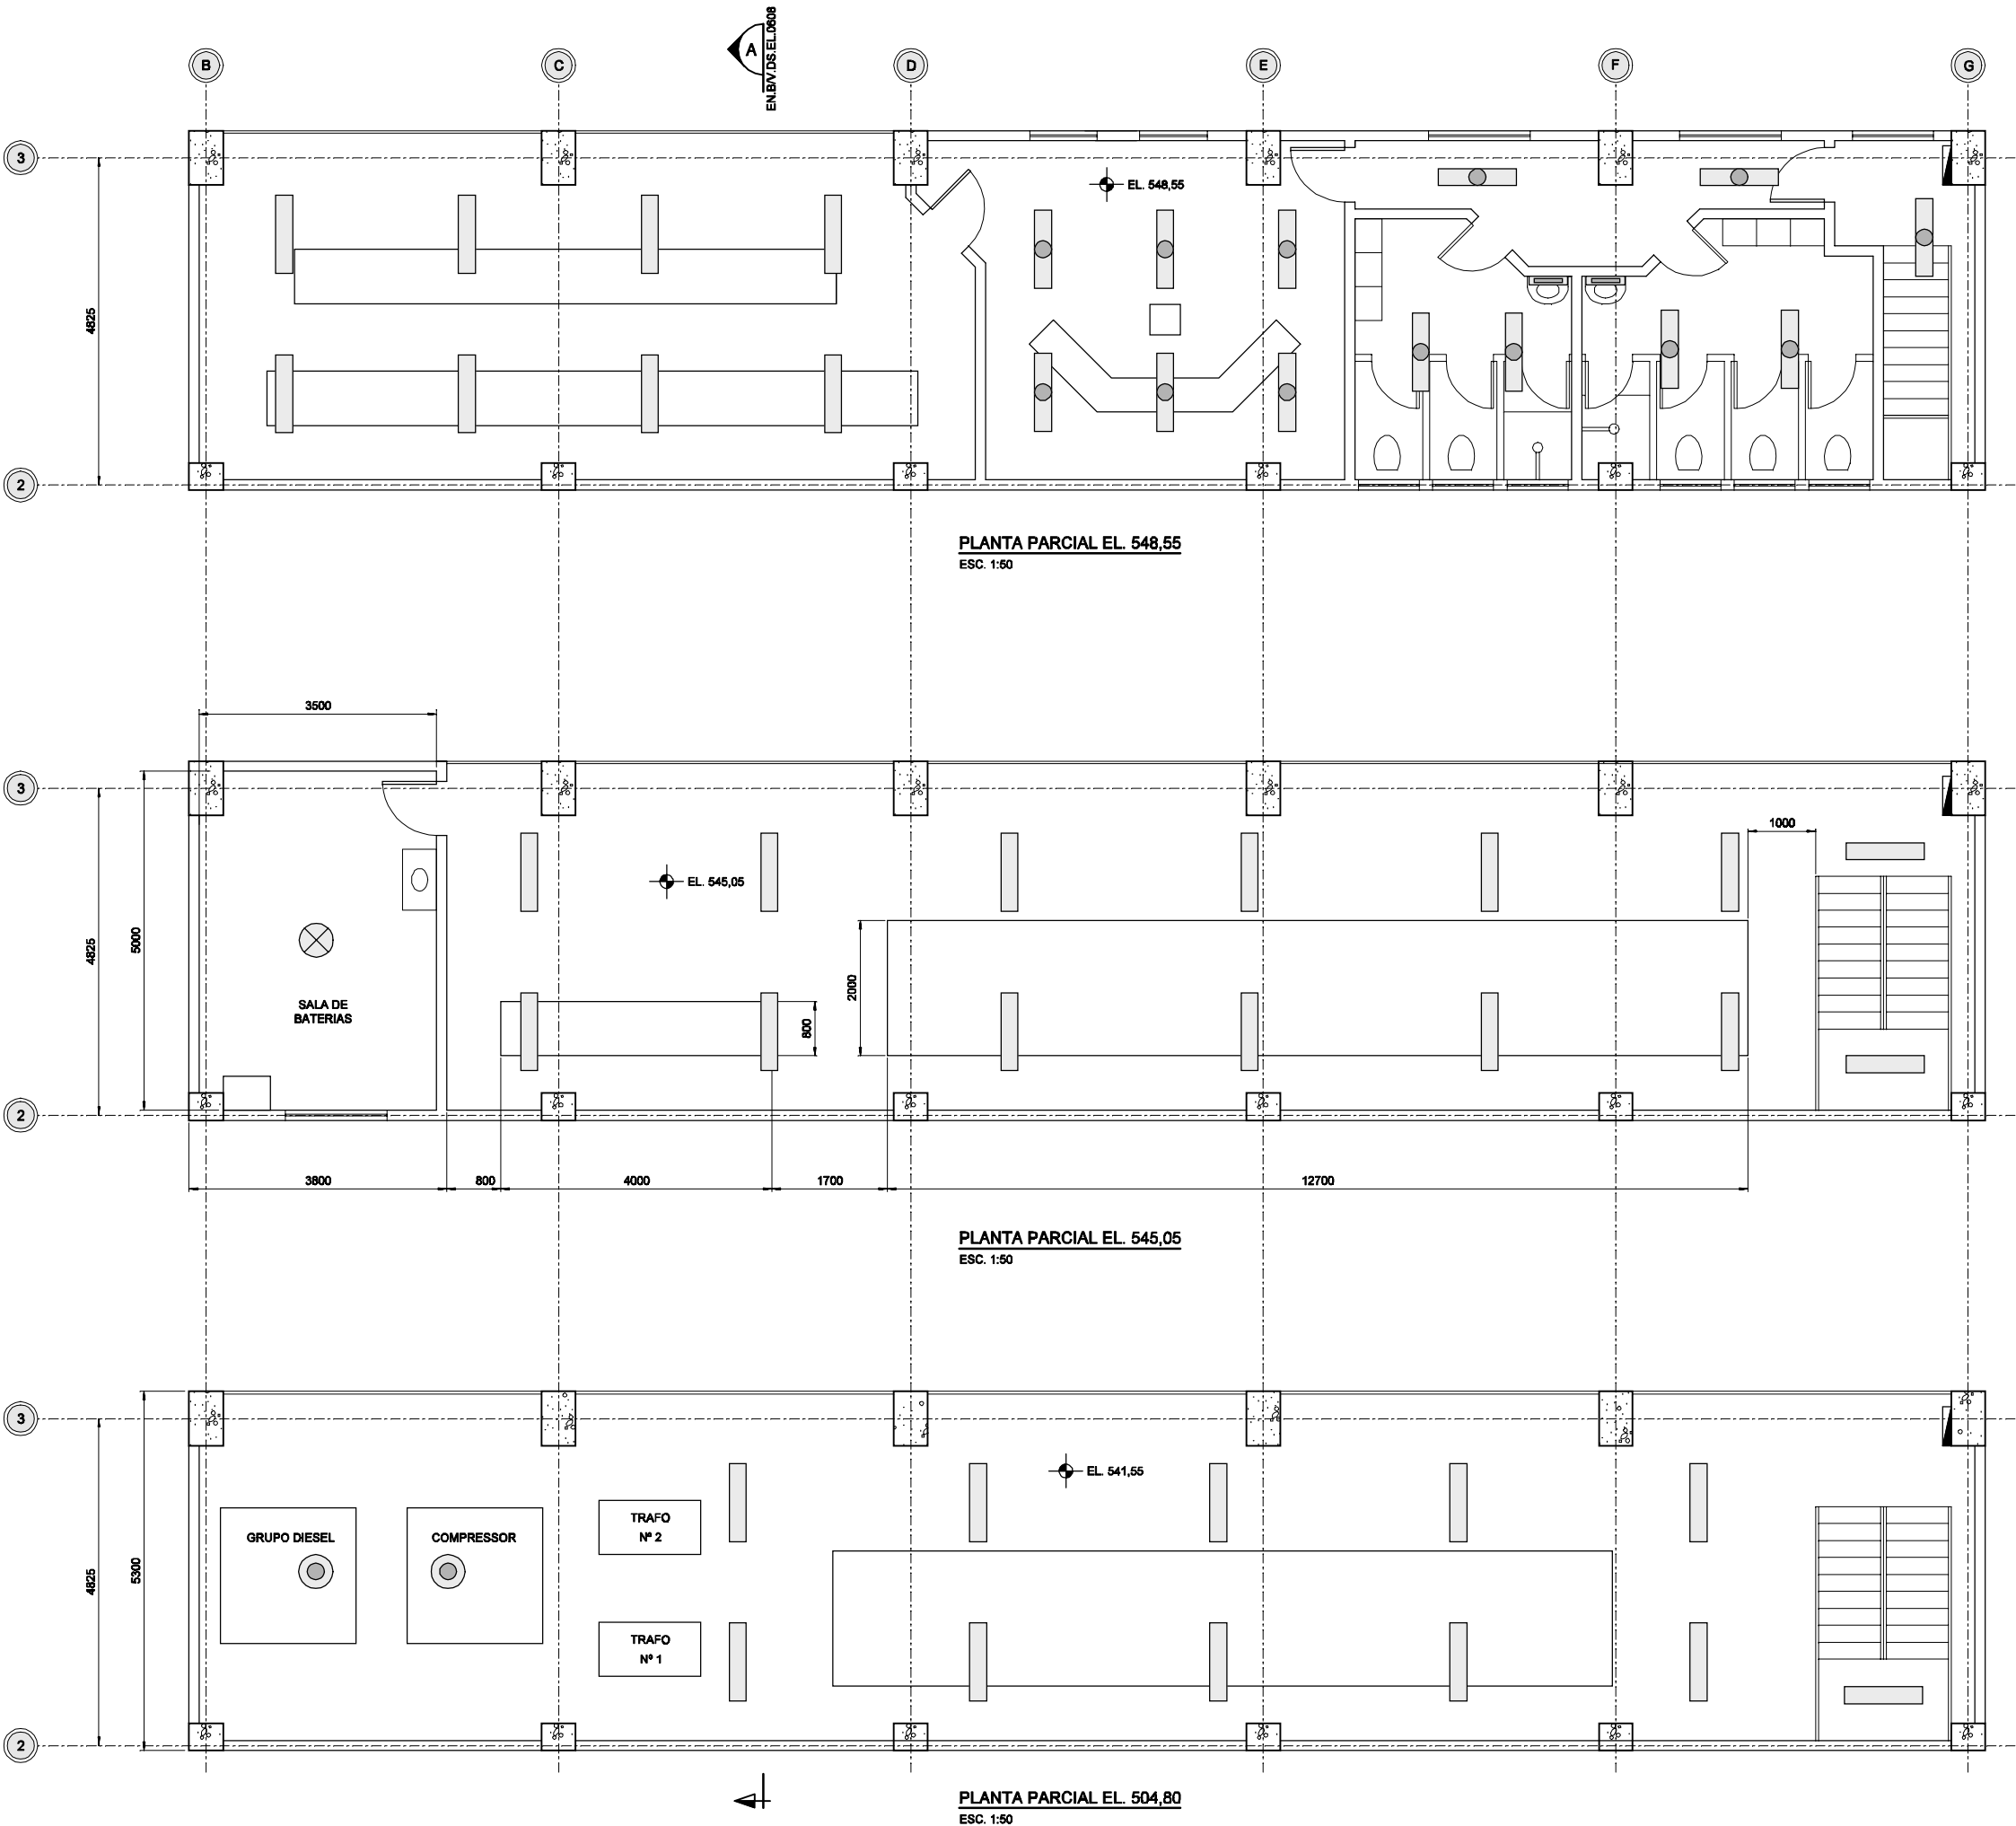 A
EN.B/V.DS.EL.0608
B
C
D
E
F
G
3
EL. 548,55
4825
2
PLANTA PARCIAL EL. 548,55
ESC. 1:50
3500
3
1000
EL. 545,05
4825
5000
2000
SALA DE
BATERIAS
800
2
3800
800
4000
1700
12700
PLANTA PARCIAL EL. 545,05
ESC. 1:50
3
EL. 541,55
GRUPO DIESEL
COMPRESSOR
TRAFO
Nº 2
4825
5300
TRAFO
Nº 1
2
PLANTA PARCIAL EL. 504,80
ESC. 1:50